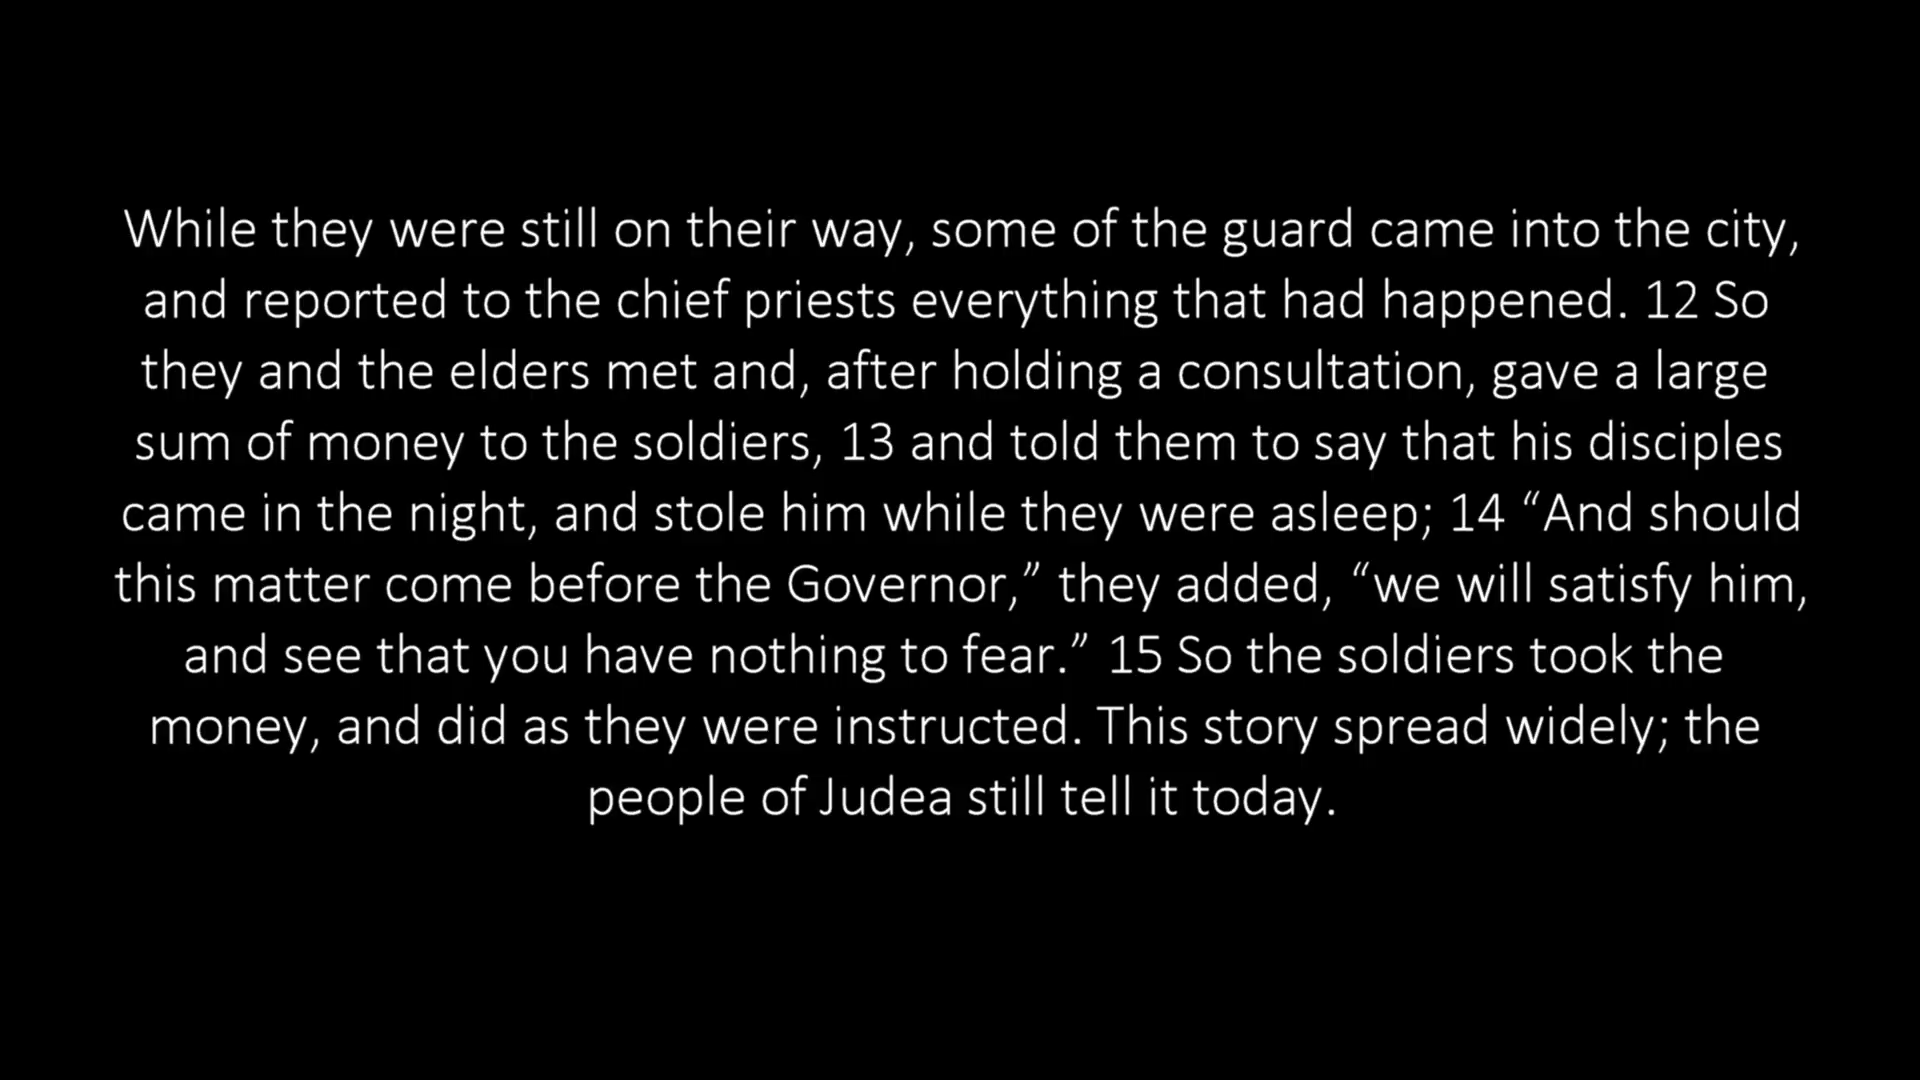 While they were still on their way, some of the guard came into the city,
and reported to the chief priests everything that had happened. 12 So
they and the elders met and, after holding a consultation, gave a large
sum of money to the soldiers, 13 and told them to say that his disciples
came in the night, and stole him while they were asleep; 14 “And should
this matter come before the Governor,” they added, “we will satisfy him,
and see that you have nothing to fear.” 15 So the soldiers took the
money, and did as they were instructed. This story spread widely; the
people of Judea still tell it today.